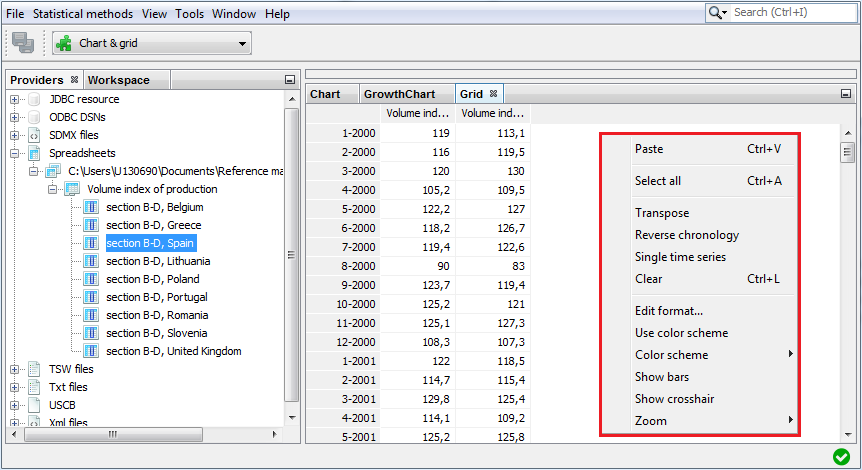 File Statistical methods View Tools Window Help
Search (Ctrl+I)
Chart & grid
Providers Workspace
JDBC resource
ODBC DSNs
SDMX files
Spreadsheets
C:\Users\U130690\Documents\Reference ma
Volume index of production
section B-D, Belgium
section B-D, Greece
section B-D, Spain
section B-D, Lithuania
section B-D, Poland
section B-D, Portugal
section B-D, Romania
section B-D, Slovenia
section B-D, United Kingdom
TSW files
Txt files
USCB
Xml files
Chart GrowthChart Grid
Volume ind... Volume ind...
1-2000 119 113,1
2-2000 116 119,5
3-2000 120 130
4-2000 105,2 109,5
5-2000 122,2 127
6-2000 118,2 126,7
7-2000 119,4 122,6
8-2000 90 83
9-2000 123,7 119,4
10-2000 125,2 121
11-2000 125,1 127,3
12-2000 108,3 107,3
1-2001 122 118,5
2-2001 114,7 115,4
3-2001 129,8 125,4
4-2001 114,1 109,2
5-2001 125,2 125,8
Paste Ctrl+V
Select all Ctrl+A
Transpose
Reverse chronology
Single time series
Clear Ctrl+L
Edit format...
Use color scheme
Color scheme
Show bars
Show crosshair
Zoom